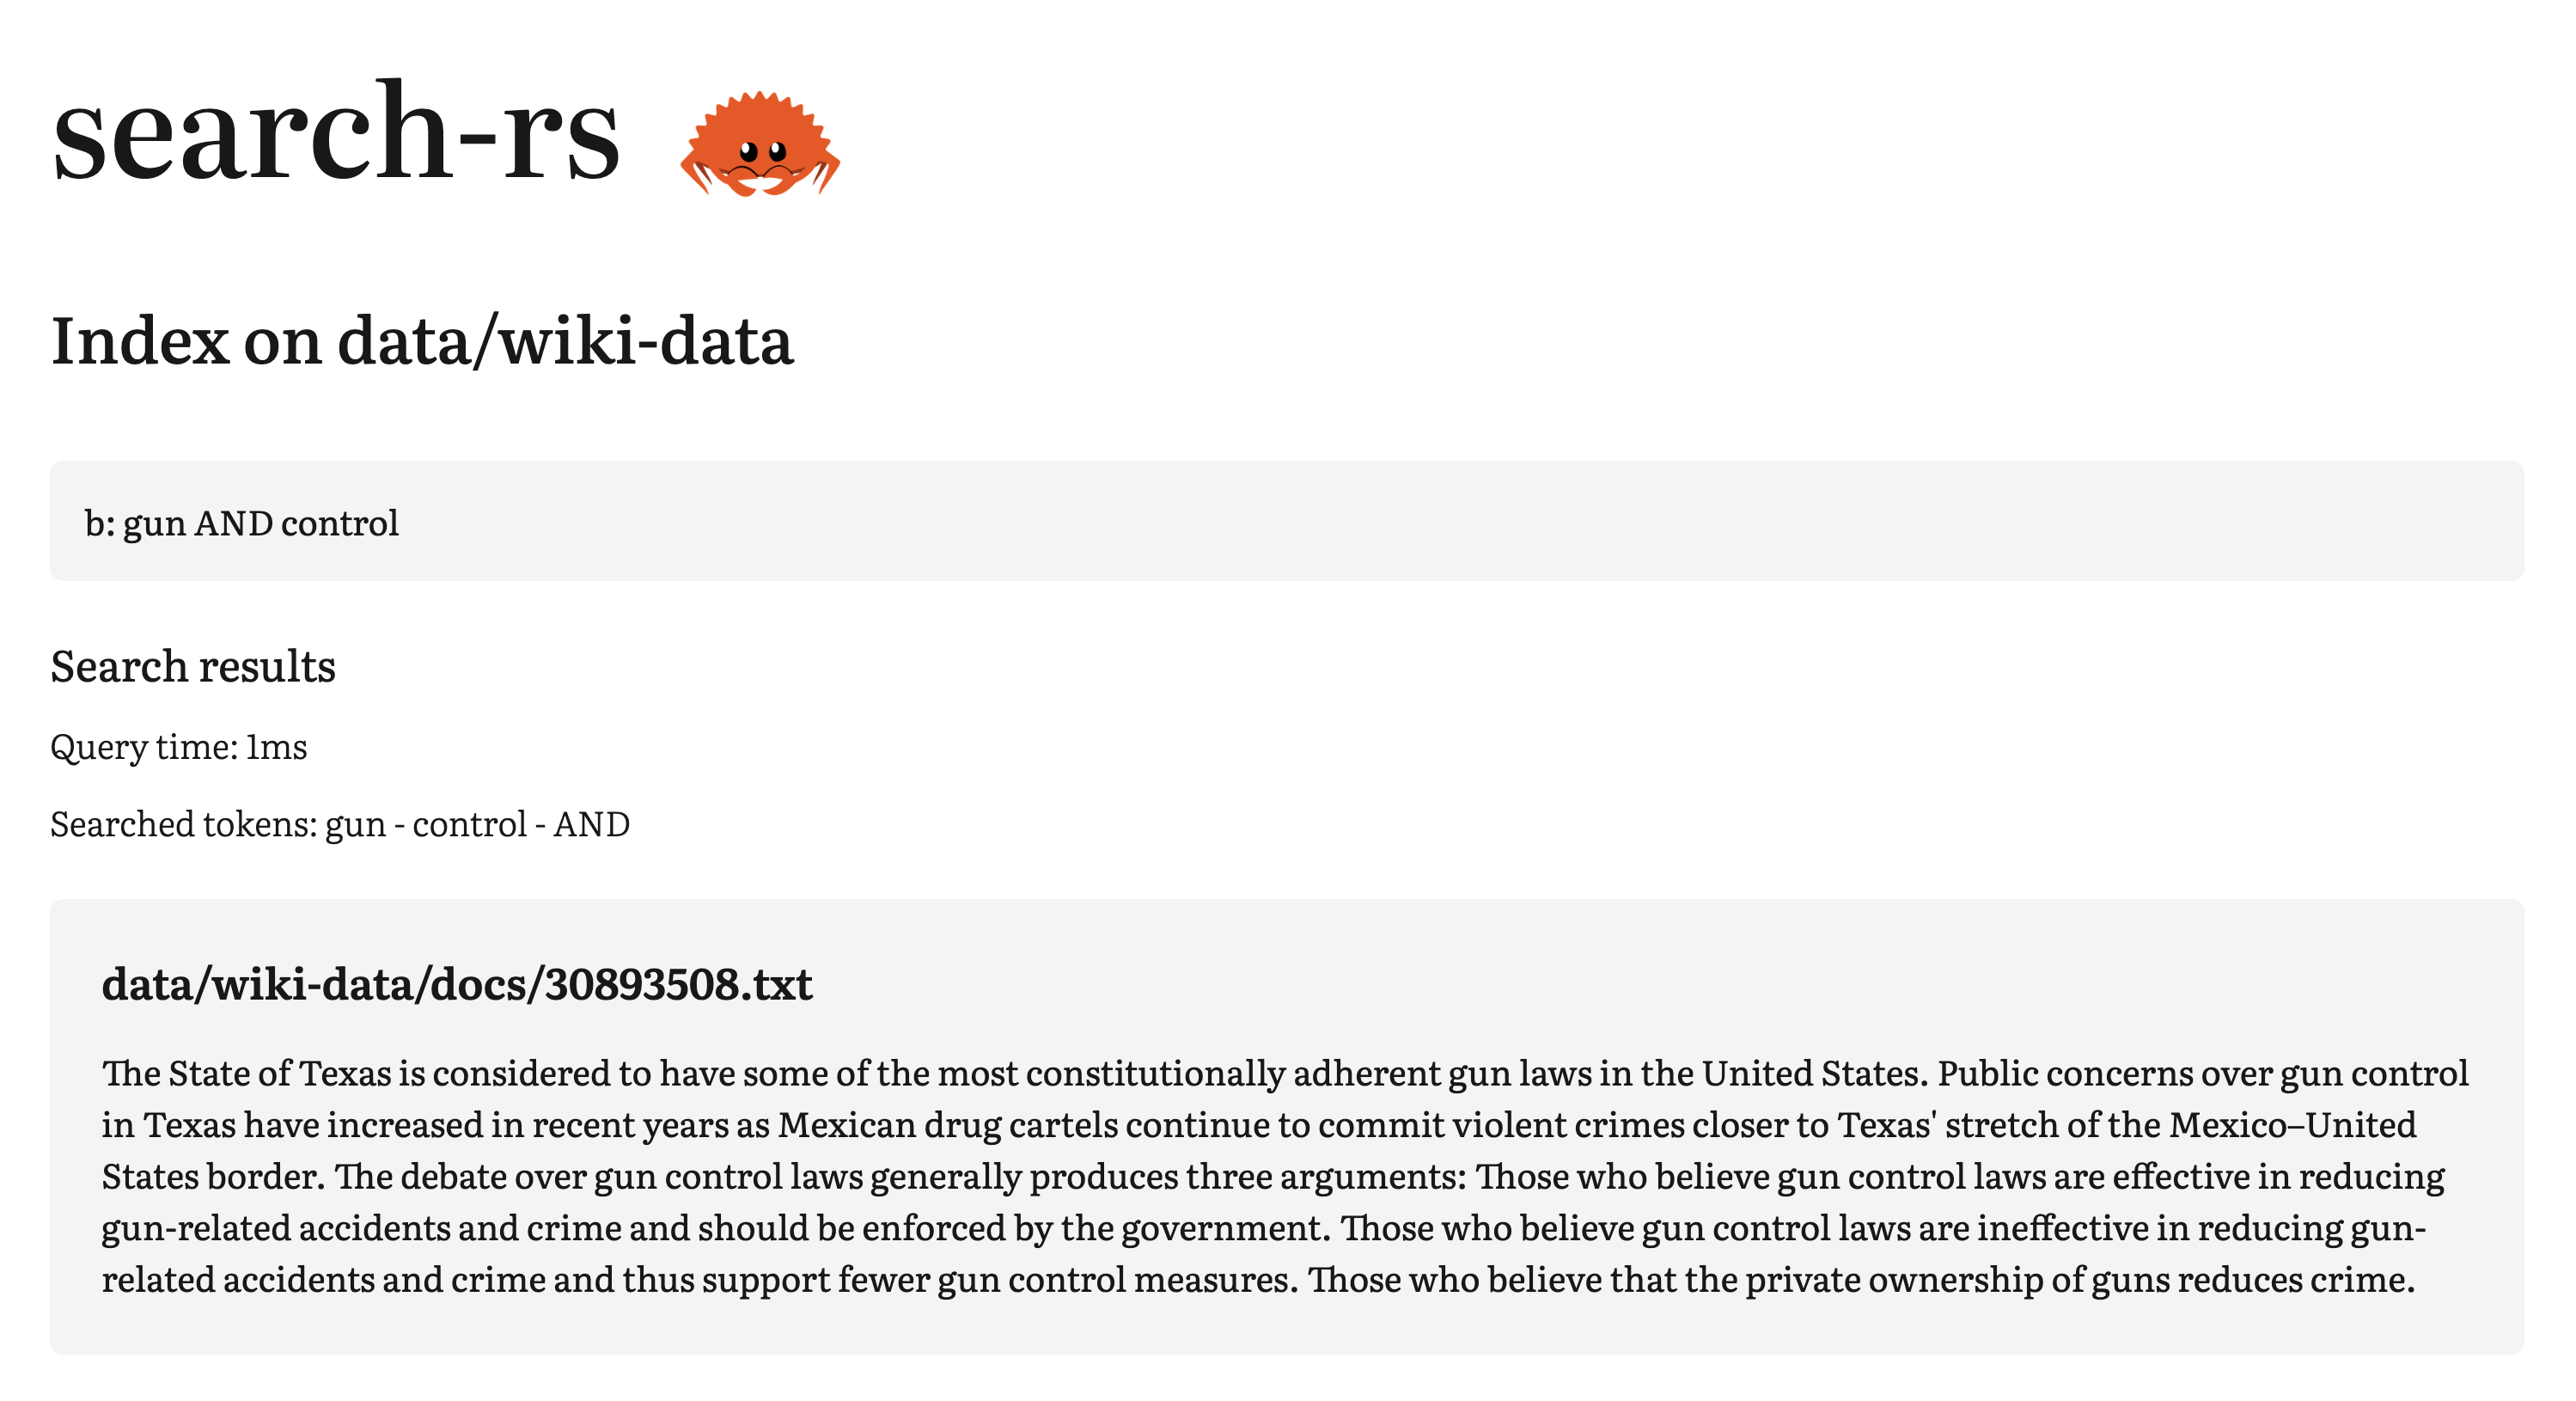 search-rs
Index on data/wiki-data
b: gun AND control
Search results
Query time: 1ms
Searched tokens: gun - control - AND
data/wiki-data/docs/30893508.txt
The State of Texas is considered to have some of the most constitutionally adherent gun laws in the United States. Public concerns over gun control
in Texas have increased in recent years as Mexican drug cartels continue to commit violent crimes closer to Texas' stretch of the Mexico–United
States border. The debate over gun control laws generally produces three arguments: Those who believe gun control laws are effective in reducing
gun-related accidents and crime and should be enforced by the government. Those who believe gun control laws are ineffective in reducing gun-
related accidents and crime and thus support fewer gun control measures. Those who believe that the private ownership of guns reduces crime.